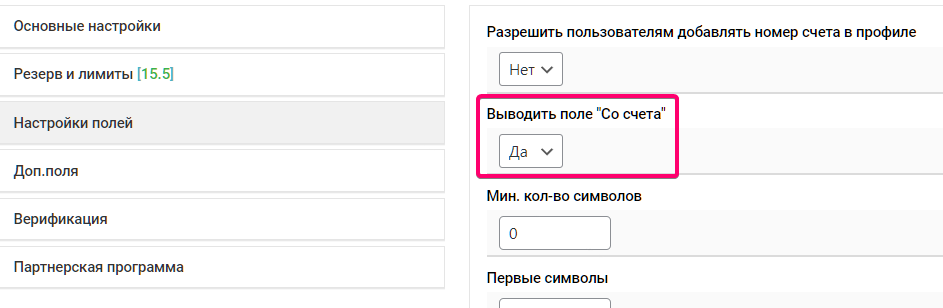 Основные настройки
Резерв и лимиты [15.5]
Настройки полей
Доп.поля
Верификация
Партнерская программа
Разрешить пользователям добавлять номер счета в профиле
Нет
Выводить поле "Со счета"
Да
Мин. кол-во символов
0
Первые символы